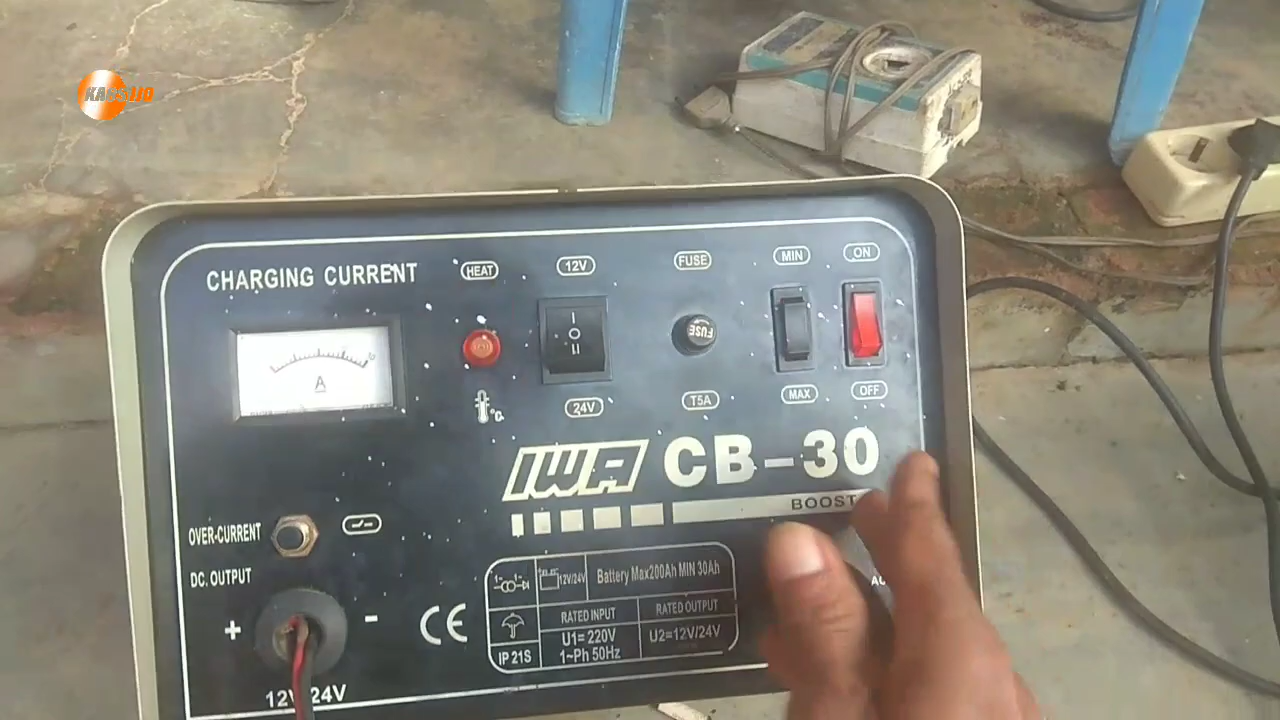 KABSIJO
CHARGING CURRENT
HEAT
12V
FUSE
MIN
ON
A
I
O
II
FUSE
°C
24V
T5A
MAX
OFF
IWA CB-30
BOOST
OVER-CURRENT
DC. OUTPUT
+ -
12V/24V
CE
12V/24V
Battery Max200Ah MIN 30Ah
RATED INPUT
RATED OUTPUT
U1=220V
1~Ph 50Hz
U2=12V/24V
IP 21S